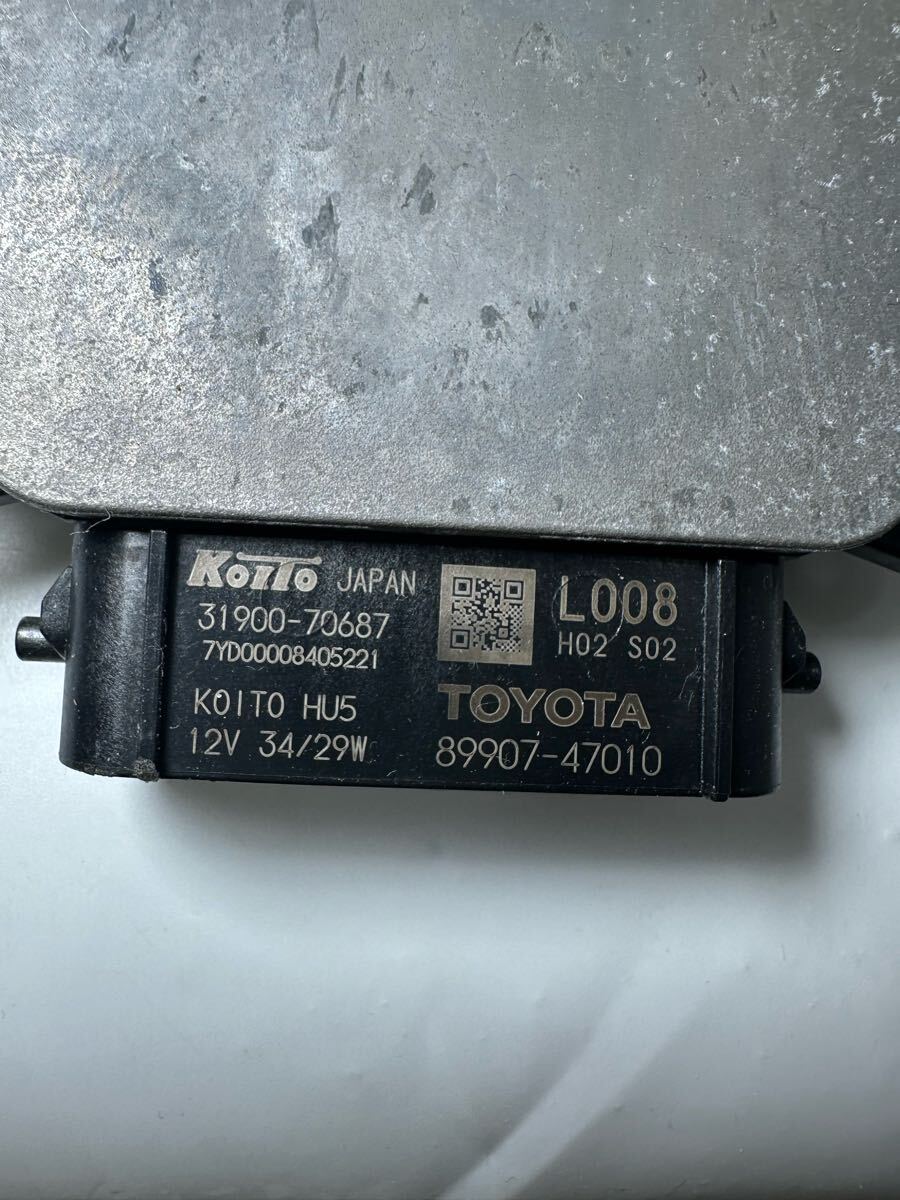 KOITO JAPAN
31900-70687
7YD00008405221
KOITO HU5
12V 34/29W
L008
H02 S02
TOYOTA
89907-47010